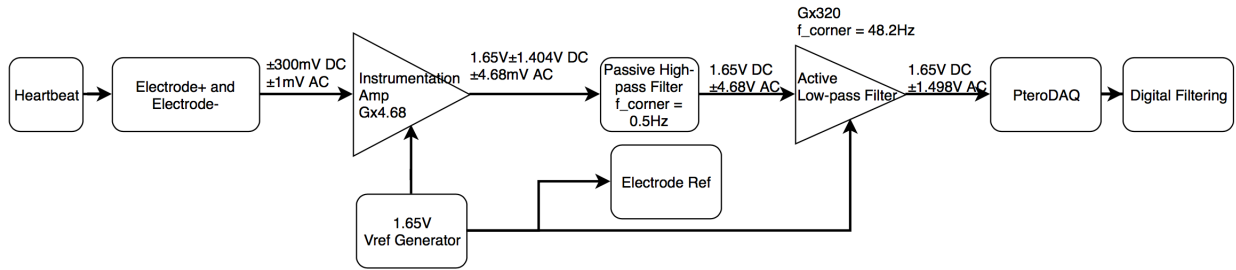 Heartbeat
Electrode+ and
Electrode-
±300mV DC
±1mV AC
Instrumentation
Amp
Gx4.68
1.65V±1.404V DC
±4.68mV AC
Passive High-
pass Filter
f_corner =
0.5Hz
1.65V DC
±4.68V AC
Gx320
f_corner = 48.2Hz
Active
Low-pass Filter
1.65V DC
±1.498V AC
PteroDAQ
Digital Filtering
Electrode Ref
1.65V
Vref Generator